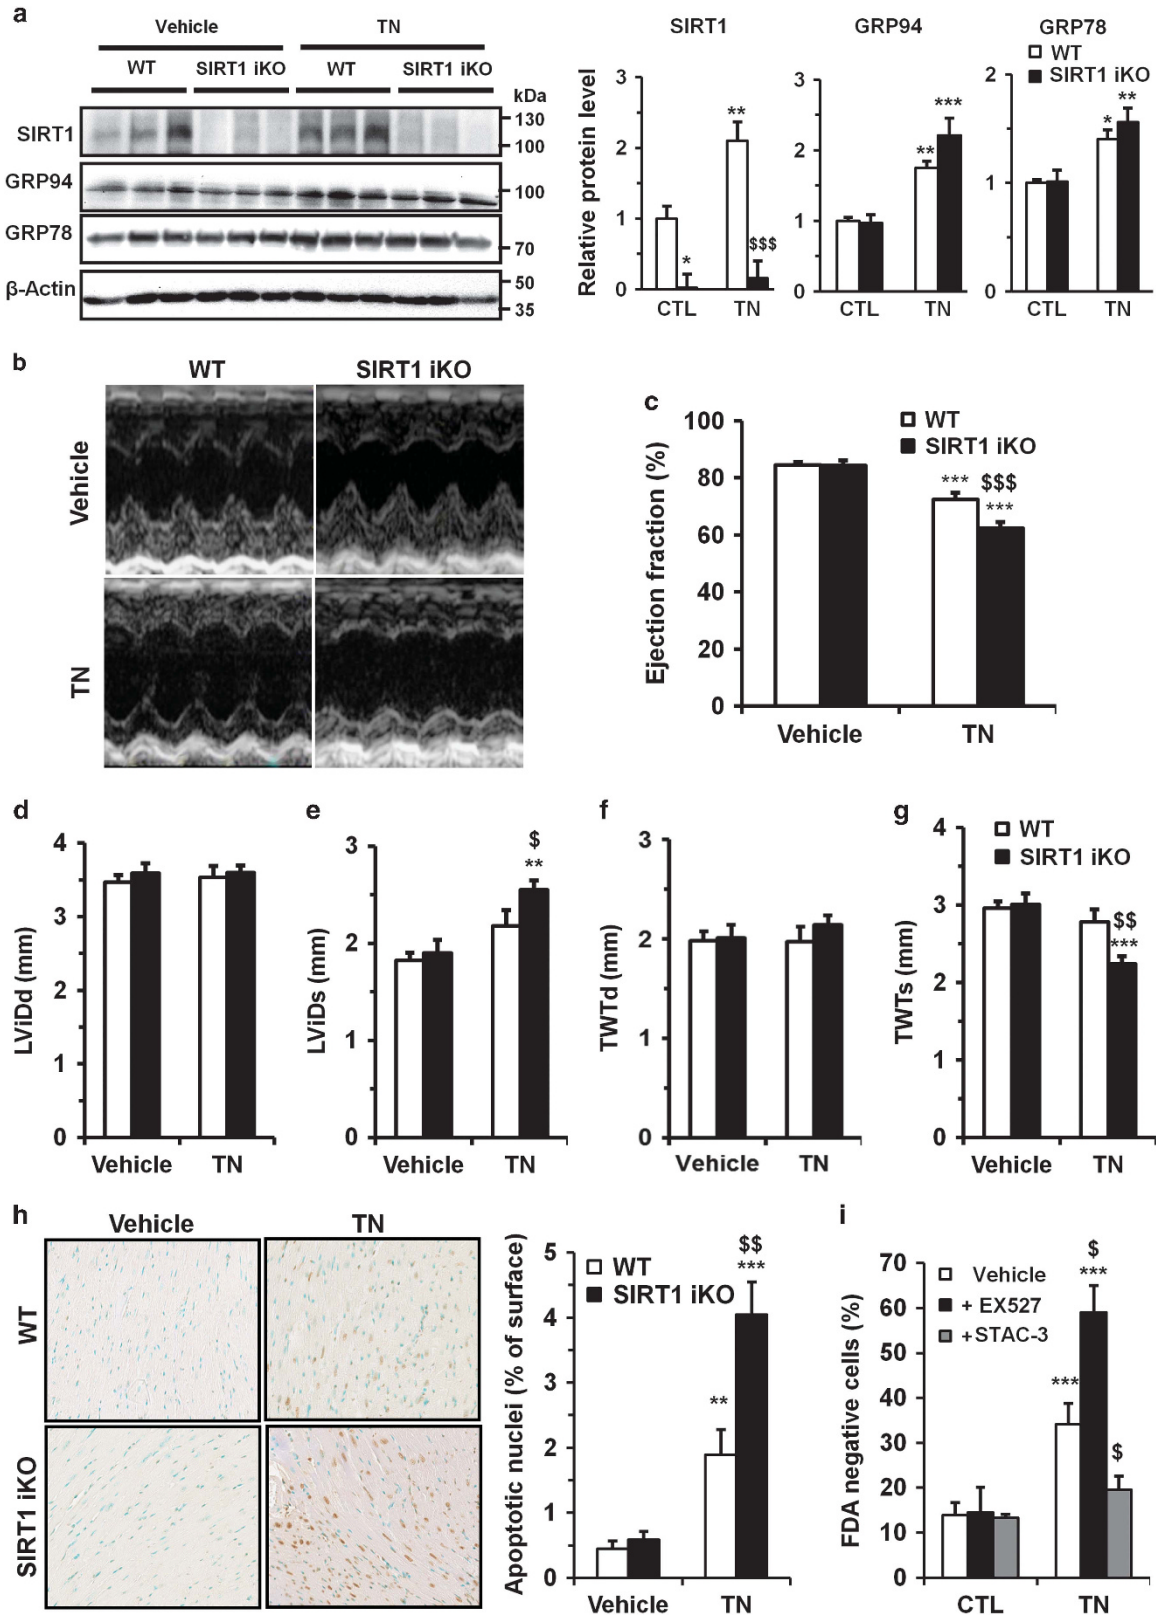 a
Vehicle
TN
WT
SIRT1 iKO
WT
SIRT1 iKO
kDa
SIRT1
130
100
GRP94
100
GRP78
70
β-Actin
50
35
SIRT1
GRP94
GRP78
WT
SIRT1 iKO
Relative protein level
3
2
1
0
*
**
$$$
CTL
TN
3
2
1
0
**
***
CTL
TN
2
1
0
*
**
CTL
TN
b
WT
SIRT1 iKO
Vehicle
TN
c
WT
SIRT1 iKO
Ejection fraction (%)
100
80
60
40
20
0
***
$$$
***
Vehicle
TN
d
LViDd (mm)
4
3
2
1
0
Vehicle
TN
e
LViDs (mm)
3
2
1
0
$
**
Vehicle
TN
f
TWTd (mm)
3
2
1
0
Vehicle
TN
g
WT
SIRT1 iKO
TWTs (mm)
4
3
2
1
0
$$
***
Vehicle
TN
h
Vehicle
TN
WT
SIRT1 iKO
Apoptotic nuclei (% of surface)
5
4
3
2
1
0
WT
SIRT1 iKO
**
$$
***
Vehicle
TN
i
FDA negative cells (%)
70
60
50
40
30
20
10
0
Vehicle
+ EX527
+ STAC-3
***
$
***
$
CTL
TN